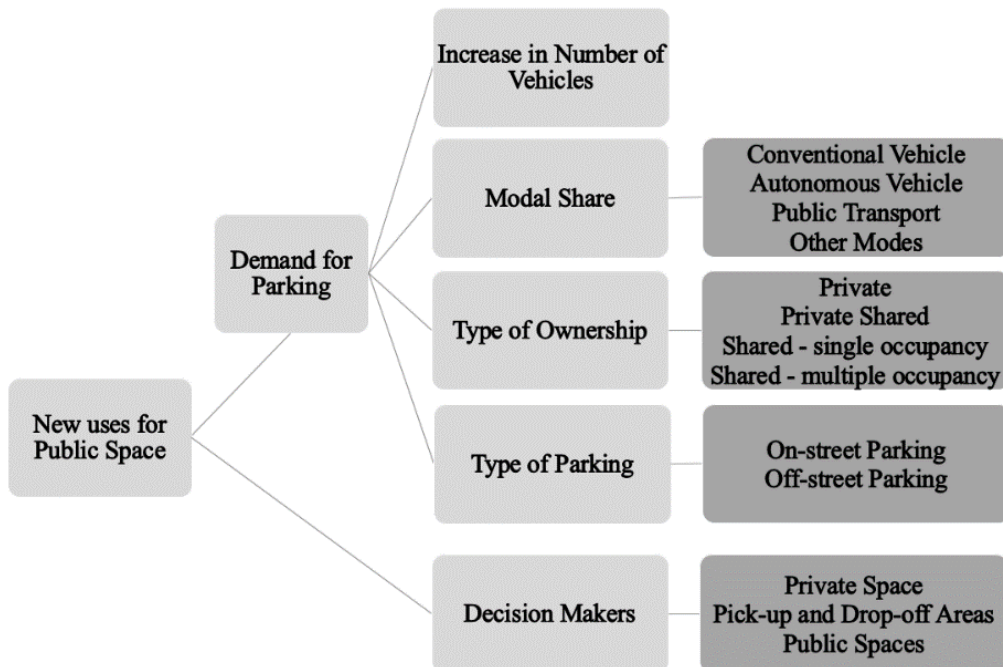 Increase in Number of
Vehicles
Modal Share
Conventional Vehicle
Autonomous Vehicle
Public Transport
Other Modes
Demand for
Parking
Type of Ownership
Private
Private Shared
Shared - single occupancy
Shared - multiple occupancy
New uses for
Public Space
Type of Parking
On-street Parking
Off-street Parking
Decision Makers
Private Space
Pick-up and Drop-off Areas
Public Spaces